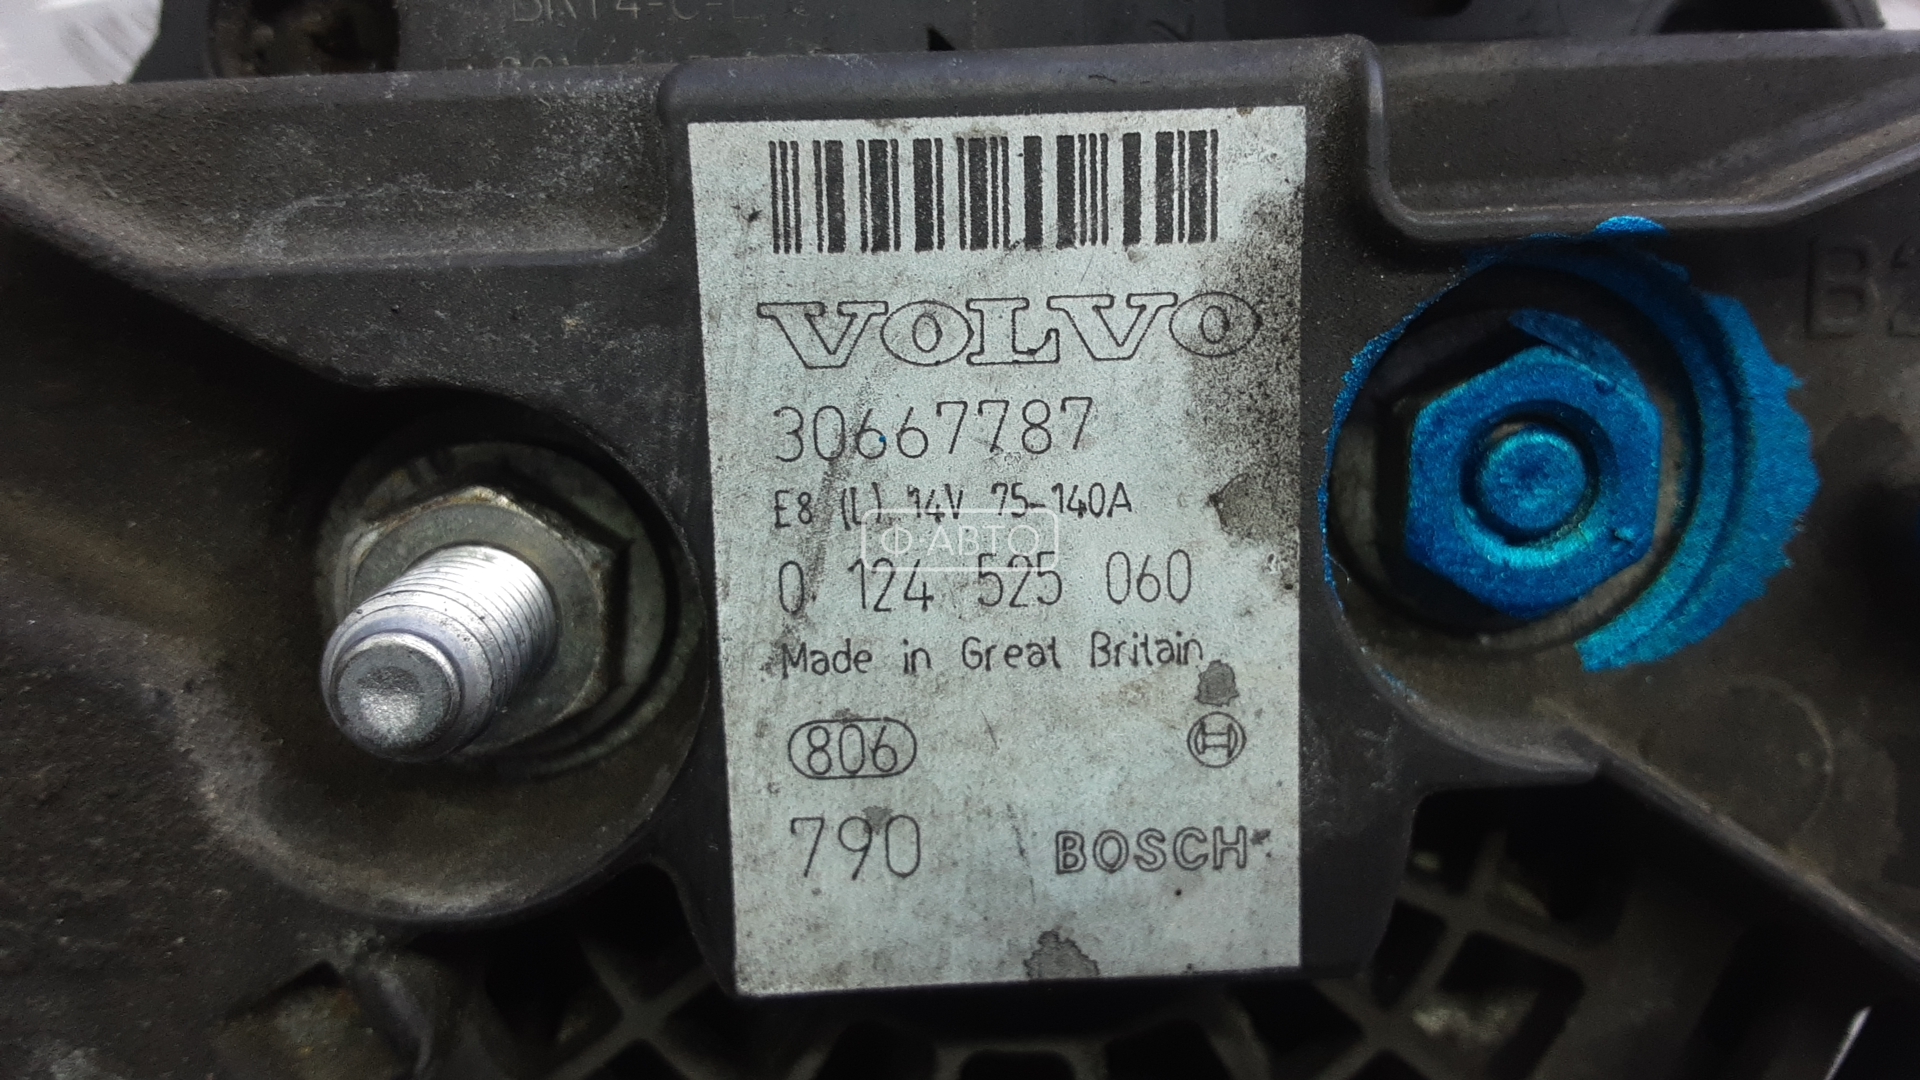 VOLVO
30667787
E8 (L) 14V 75-140A
Ф-АВТО
0 124 525 060
Made in Great Britain
806
790 BOSCH